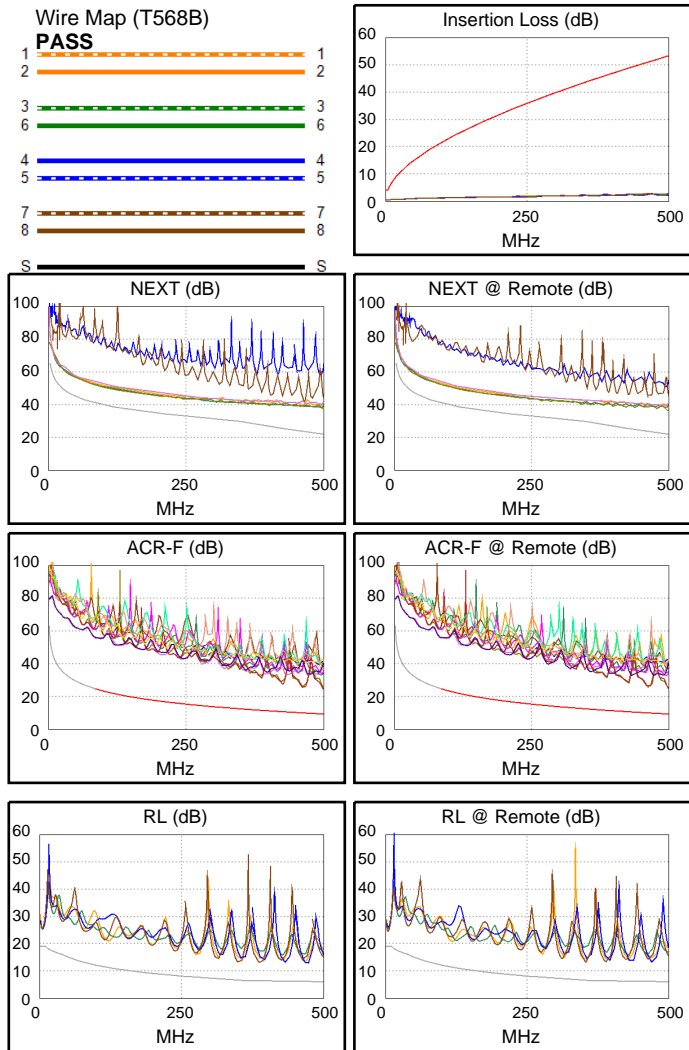 Wire Map (T568B)
PASS
1 1
2 2
3 3
6 6
4 4
5 5
7 7
8 8
S S
Insertion Loss (dB)
60
50
40
30
20
10
0
0 250 500
MHz
NEXT (dB)
100
80
60
40
20
0
0 250 500
MHz
NEXT @ Remote (dB)
100
80
60
40
20
0
0 250 500
MHz
ACR-F (dB)
100
80
60
40
20
0
0 250 500
MHz
ACR-F @ Remote (dB)
100
80
60
40
20
0
0 250 500
MHz
RL (dB)
60
50
40
30
20
10
0
0 250 500
MHz
RL @ Remote (dB)
60
50
40
30
20
10
0
0 250 500
MHz